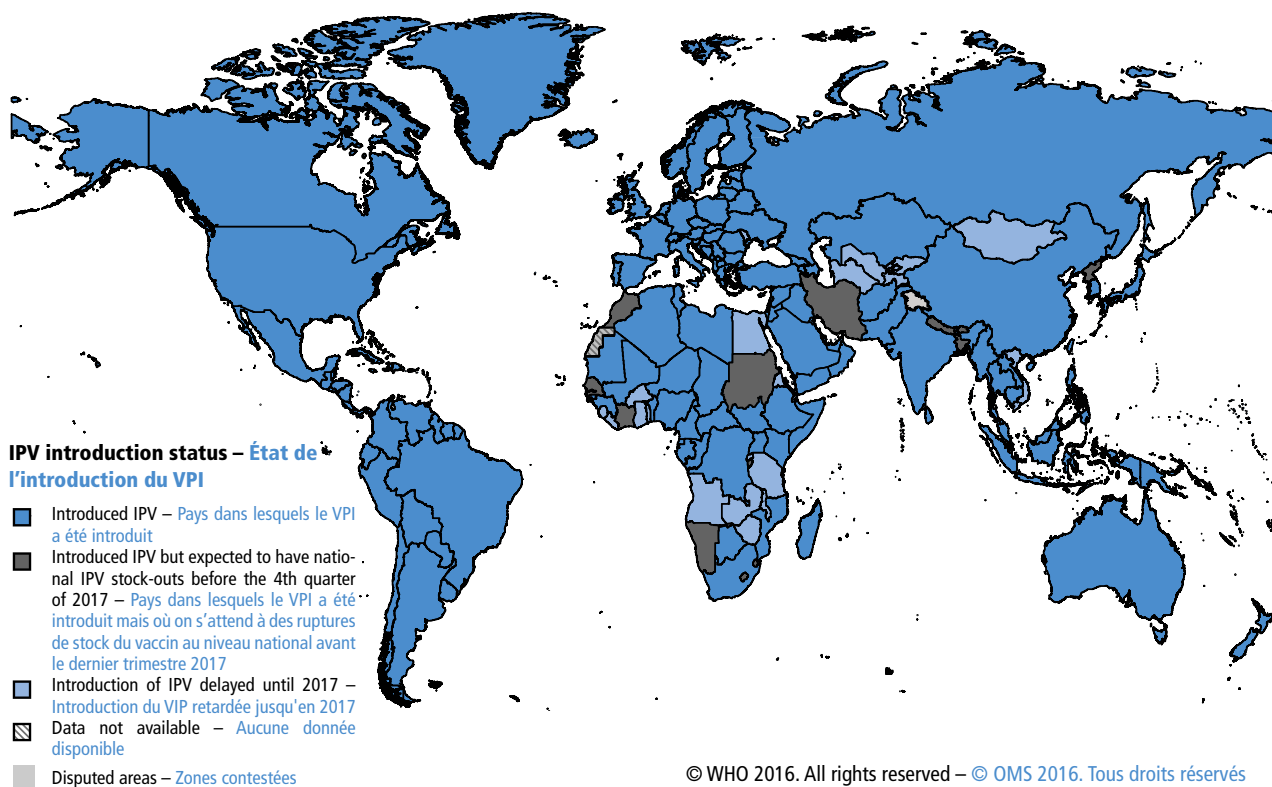 IPV introduction status – État de
l'introduction du VPI
Introduced IPV – Pays dans lesquels le VPI
a été introduit
Introduced IPV but expected to have natio-
nal IPV stock-outs before the 4th quarter
of 2017 – Pays dans lesquels le VPI a été
introduit mais où on s'attend à des ruptures
de stock du vaccin au niveau national avant
le dernier trimestre 2017
Introduction of IPV delayed until 2017 –
Introduction du VIP retardée jusqu'en 2017
Data not available – Aucune donnée
disponible
Disputed areas – Zones contestées
© WHO 2016. All rights reserved – © OMS 2016. Tous droits réservés